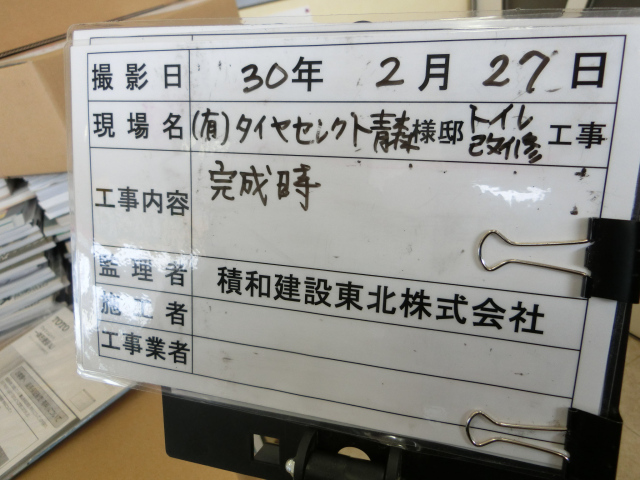 撮影日 30年 2月 27日
現場名 (有)タイヤセレクト青森様邸 トイレ改修 工事
工事内容 完成時
監理者 積和建設東北株式会社
施工者
工事業者